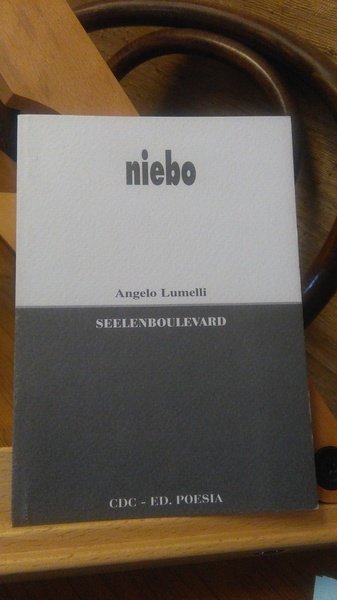 niebo
Angelo Lumelli
SEELENBOULEVARD
CDC - ED. POESIA